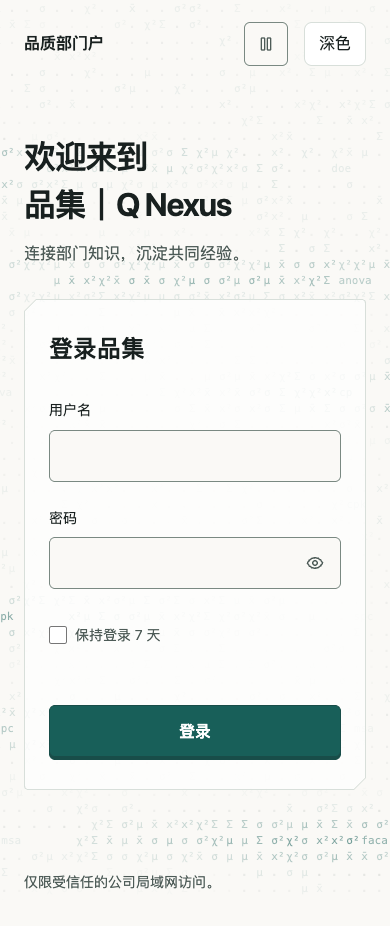 品质部门户
深色
欢迎来到
品集 | Q Nexus
连接部门知识，沉淀共同经验。
登录品集
用户名
密码
保持登录 7 天
登录
仅限受信任的公司局域网访问。